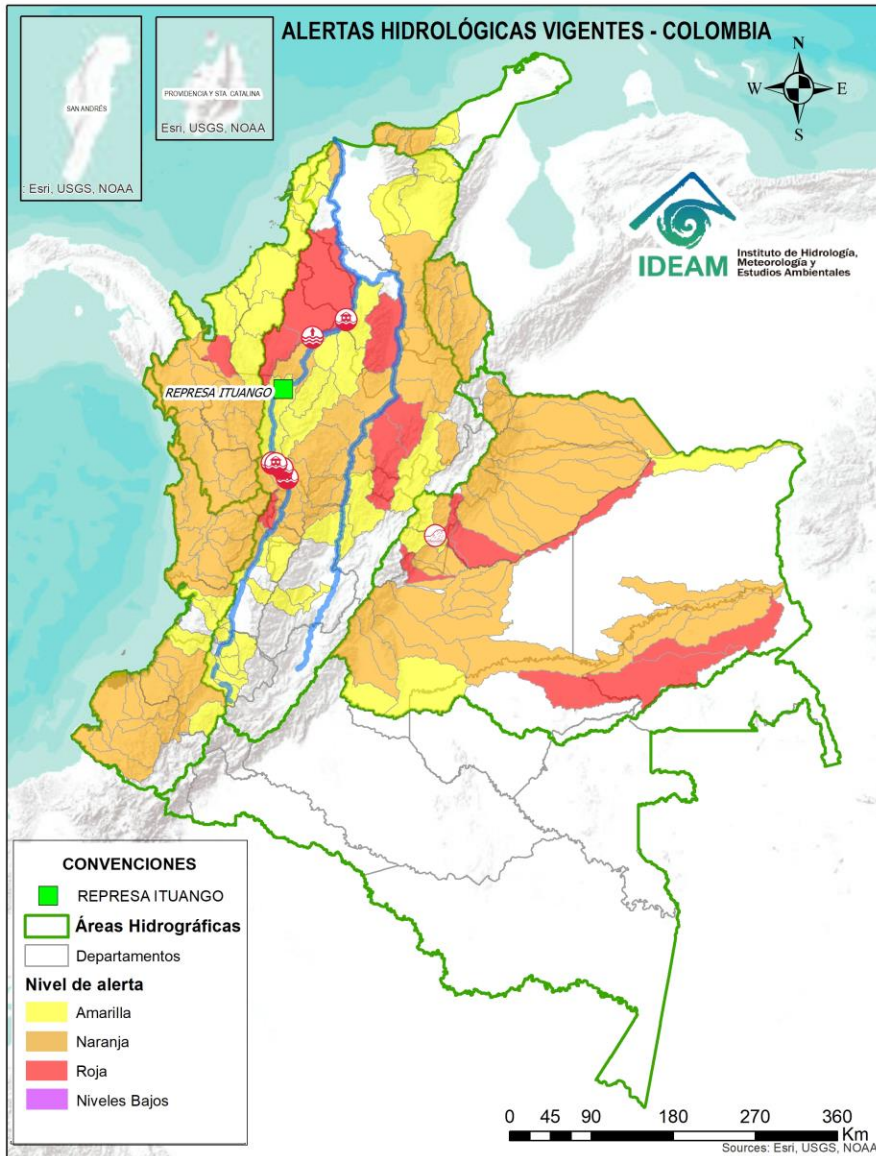 ALERTAS HIDROLÓGICAS VIGENTES - COLOMBIA
SAN ANDRÉS
: Esri, USGS, NOAA
PROVIDENCIA Y STA. CATALINA
Esri, USGS, NOAA
N
W
E
S
IDEAM
Instituto de Hidrología,
Meteorología y
Estudios Ambientales
REPRESA ITUANGO
CONVENCIONES
REPRESA ITUANGO
Áreas Hidrográficas
Departamentos
Nivel de alerta
Amarilla
Naranja
Roja
Niveles Bajos
0 45 90 180 270 360
Km
Sources: Esri, USGS, NOAA